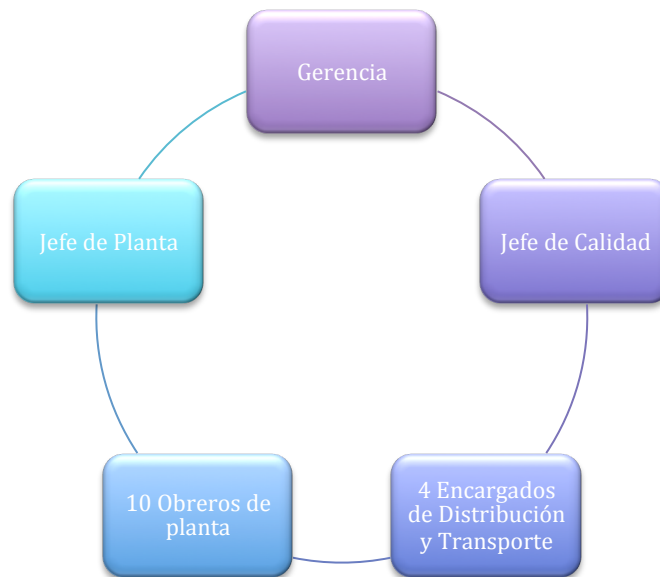 Gerencia
Jefe de Planta
Jefe de Calidad
10 Obreros de
planta
4 Encargados
de Distribución
y Transporte